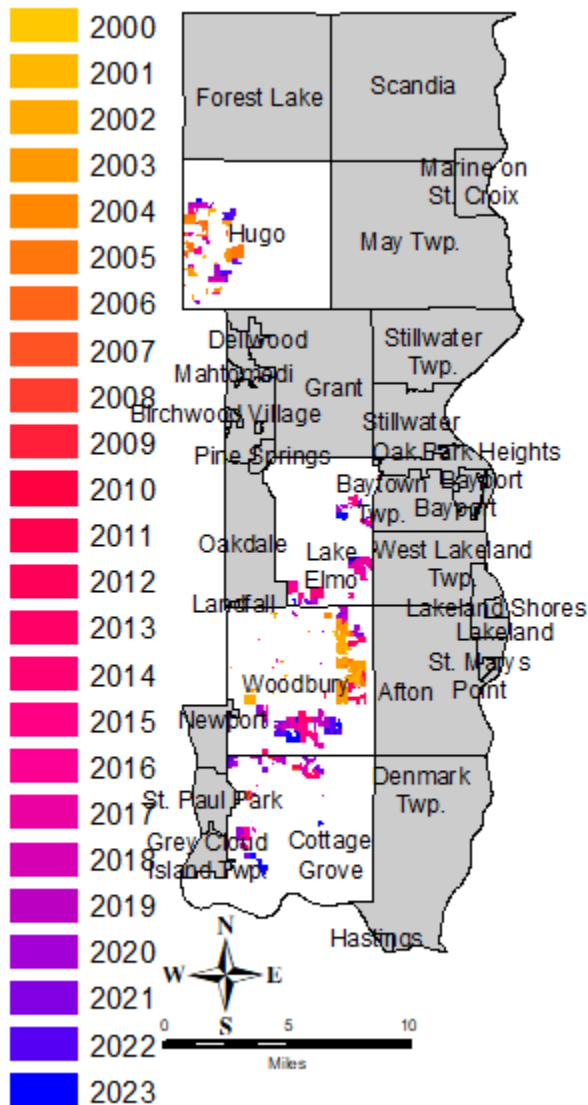 2000
2001
2002
2003
2004
2005
2006
2007
2008
2009
2010
2011
2012
2013
2014
2015
2016
2017
2018
2019
2020
2021
2022
2023
Forest Lake
Scandia
Marine on
St. Croix
Hugo
May Twp.
Dellwood
Stillwater
Twp.
Mahtomedi
Grant
Birchwood Village
Stillwater
Pine Springs
Oak Park Heights
Baytown
Twp.
Bayport
Bayport
Oakdale
Lake
Elmo
West Lakeland
Twp.
Landfall
Lakeland Shores
Lakeland
Woodbury
Afton
St. Marys
Point
Newport
Denmark
Twp.
St. Paul Park
Grey Cloud
Island Twp.
Cottage
Grove
Hastings
N
W
E
S
0
5
10
Miles